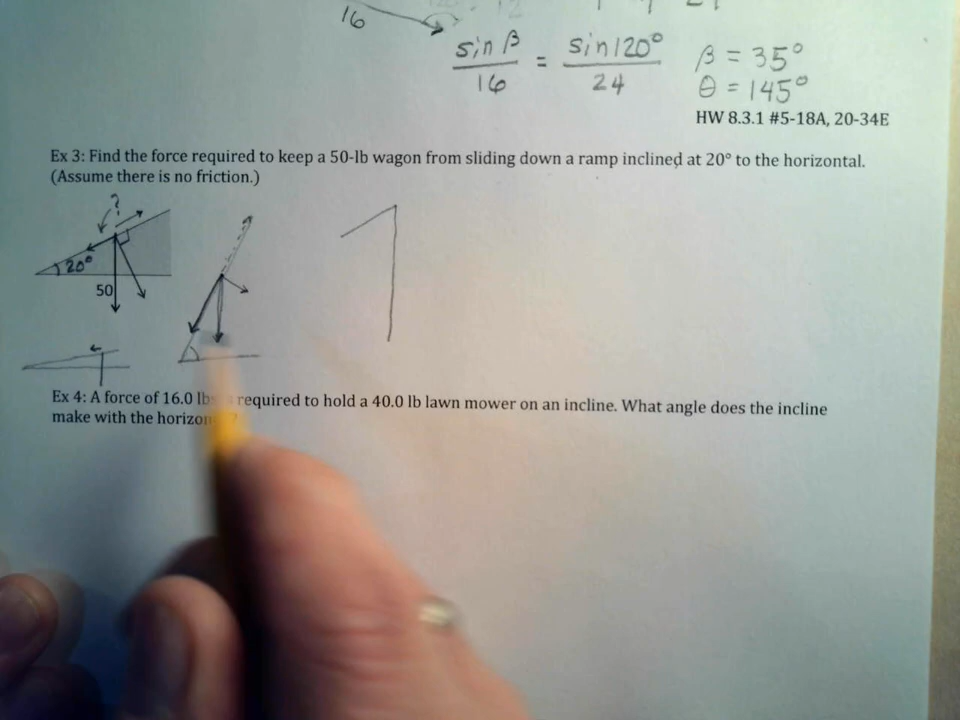 16
sin β / 16 = sin 120° / 24 β = 35°
θ = 145°
HW 8.3.1 #5-18A, 20-34E
Ex 3: Find the force required to keep a 50-lb wagon from sliding down a ramp inclined at 20° to the horizontal.
(Assume there is no friction.)
?
20°
50
Ex 4: A force of 16.0 lb required to hold a 40.0 lb lawn mower on an incline. What angle does the incline
make with the ?